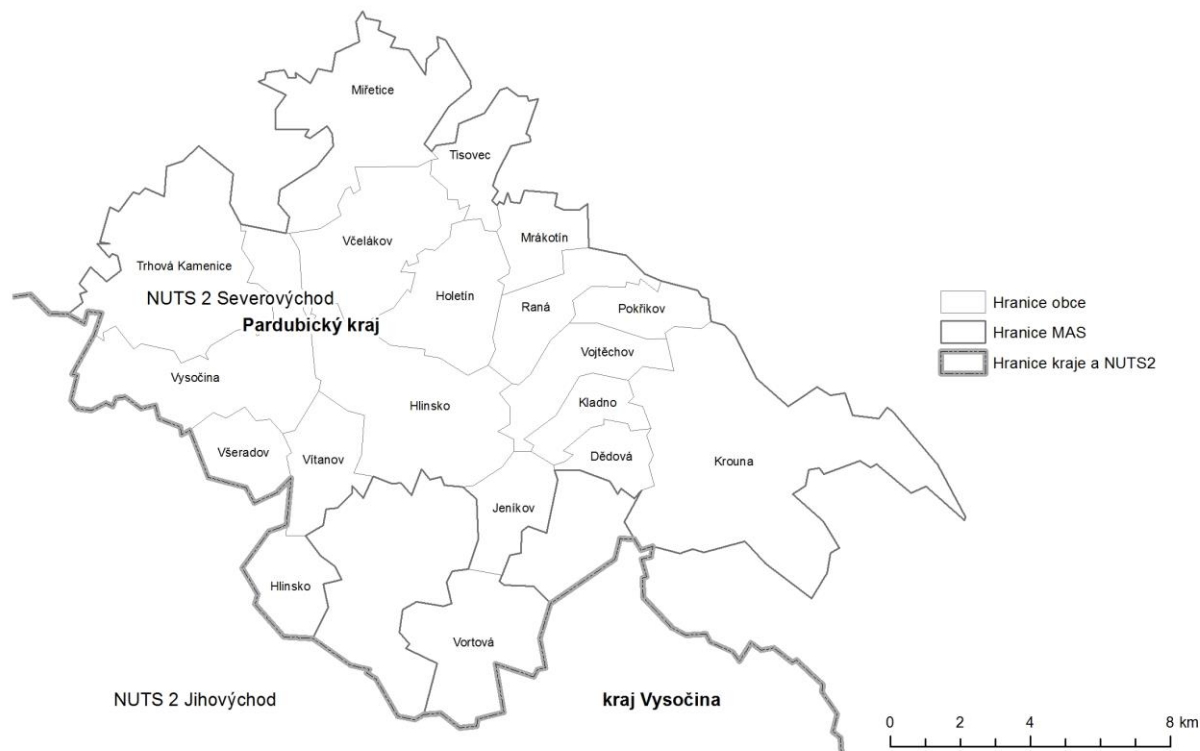 Miřetice
Tisovec
Včelákov
Mrákotín
Trhová Kamenice
Holetín
NUTS 2 Severovýchod
Raná
Pokřikov
Pardubický kraj
Vojtěchov
Vysočina
Hlinsko
Kladno
Všeradov
Vítanov
Dědová
Krouna
Jeníkov
Hlinsko
Vortová
NUTS 2 Jihovýchod
kraj Vysočina
Hranice obce
Hranice MAS
Hranice kraje a NUTS2
0 2 4 8 km